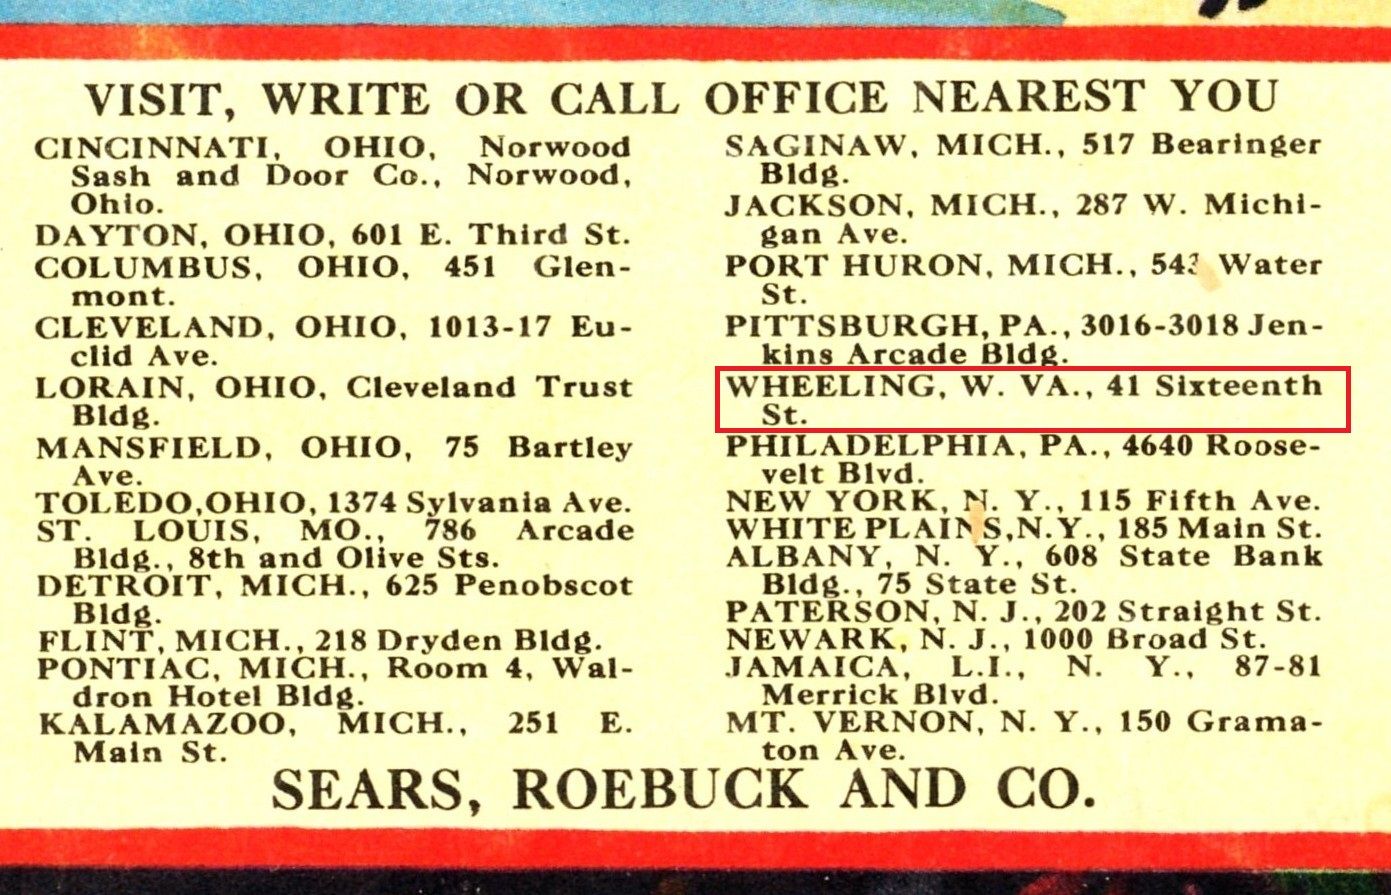 VISIT, WRITE OR CALL OFFICE NEAREST YOU
CINCINNATI, OHIO, Norwood
Sash and Door Co., Norwood,
Ohio.
DAYTON, OHIO, 601 E. Third St.
COLUMBUS, OHIO, 451 Glen-
mont.
CLEVELAND, OHIO, 1013-17 Eu-
clid Ave.
LORAIN, OHIO, Cleveland Trust
Bldg.
MANSFIELD, OHIO, 75 Bartley
Ave.
TOLEDO, OHIO, 1374 Sylvania Ave.
ST. LOUIS, MO., 786 Arcade
Bldg., 8th and Olive Sts.
DETROIT, MICH., 625 Penobscot
Bldg.
FLINT, MICH., 218 Dryden Bldg.
PONTIAC, MICH., Room 4, Wal-
dron Hotel Bldg.
KALAMAZOO, MICH., 251 E.
Main St.
SAGINAW, MICH., 517 Bearinger
Bldg.
JACKSON, MICH., 287 W. Michi-
gan Ave.
PORT HURON, MICH., 543 Water
St.
PITTSBURGH, PA., 3016-3018 Jen-
kins Arcade Bldg.
WHEELING, W. VA., 41 Sixteenth
St.
PHILADELPHIA, PA., 4640 Roose-
velt Blvd.
NEW YORK, N. Y., 115 Fifth Ave.
WHITE PLAINS, N.Y., 185 Main St.
ALBANY, N. Y., 608 State Bank
Bldg., 75 State St.
PATERSON, N. J., 202 Straight St.
NEWARK, N. J., 1000 Broad St.
JAMAICA, L.I., N. Y., 87-81
Merrick Blvd.
MT. VERNON, N. Y., 150 Grama-
ton Ave.
SEARS, ROEBUCK AND CO.